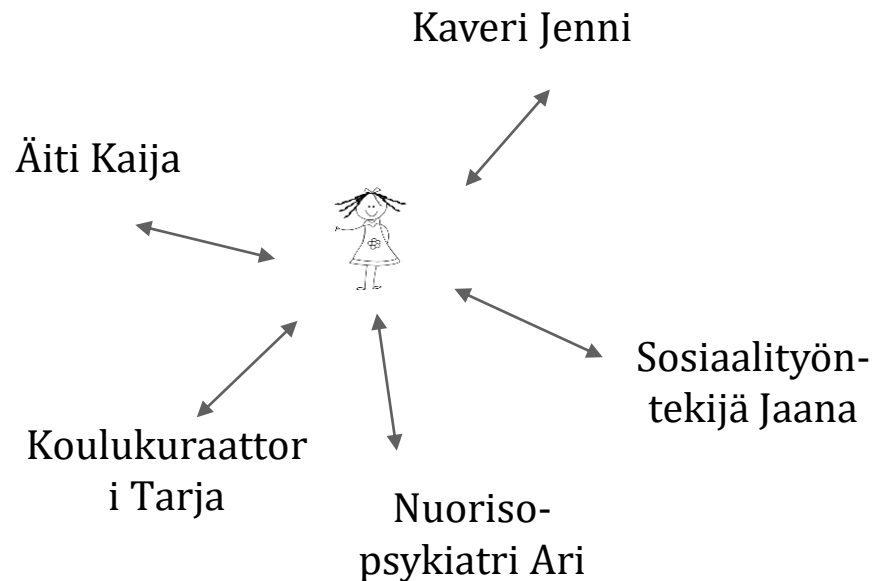 Kaveri Jenni
Äiti Kaija
Sosiaalityön-
tekijä Jaana
Koulukuraattor
i Tarja
Nuoriso-
psykiatri Ari